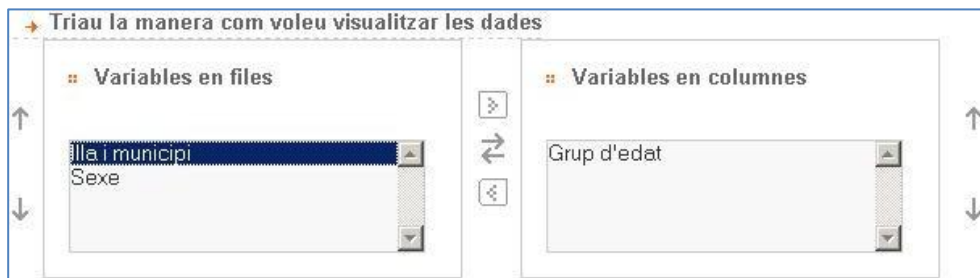 Triau la manera com voleu visualitzar les dades
Variables en files
Illa i municipi
Sexe
Variables en columnes
Grup d'edat